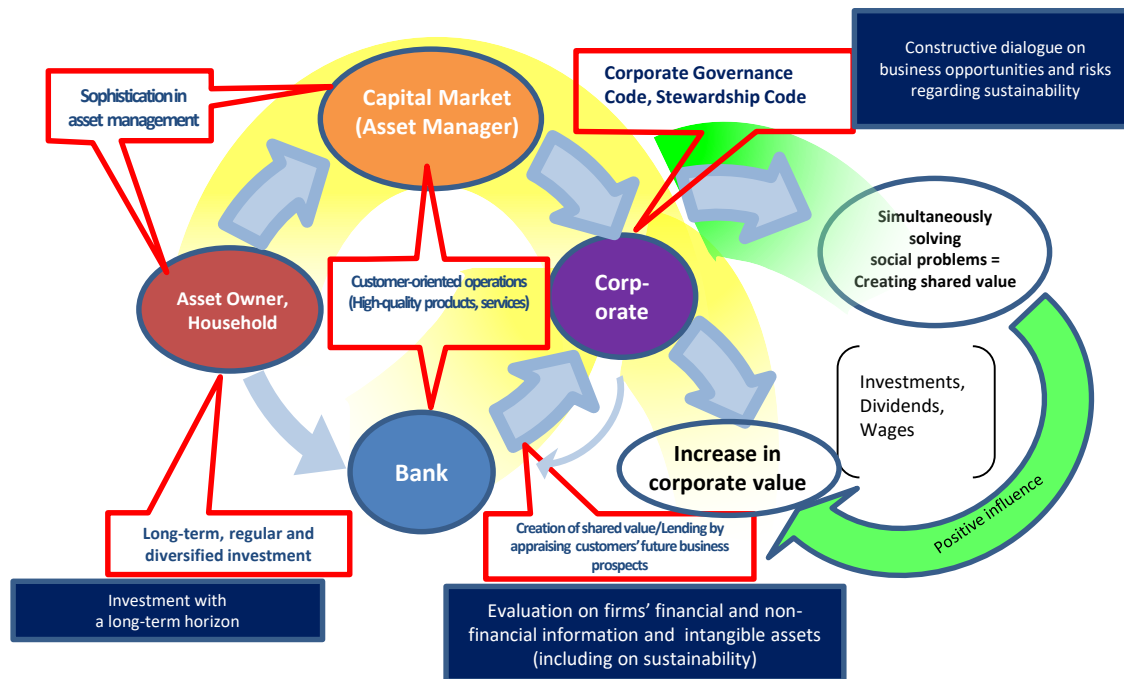 Constructive dialogue on
business opportunities and risks
regarding sustainability
Corporate Governance
Code, Stewardship Code
Sophistication in
asset management
Capital Market
(Asset Manager)
Simultaneously
solving
social problems =
Creating shared value
Customer-oriented operations
(High-quality products, services)
Asset Owner,
Household
Corp-
orate
Investments,
Dividends,
Wages
Increase in
corporate value
Bank
Positive influence
Long-term, regular and
diversified investment
Creation of shared value/Lending by
appraising customers' future business
prospects
Investment with
a long-term horizon
Evaluation on firms' financial and non-
financial information and intangible assets
(including on sustainability)